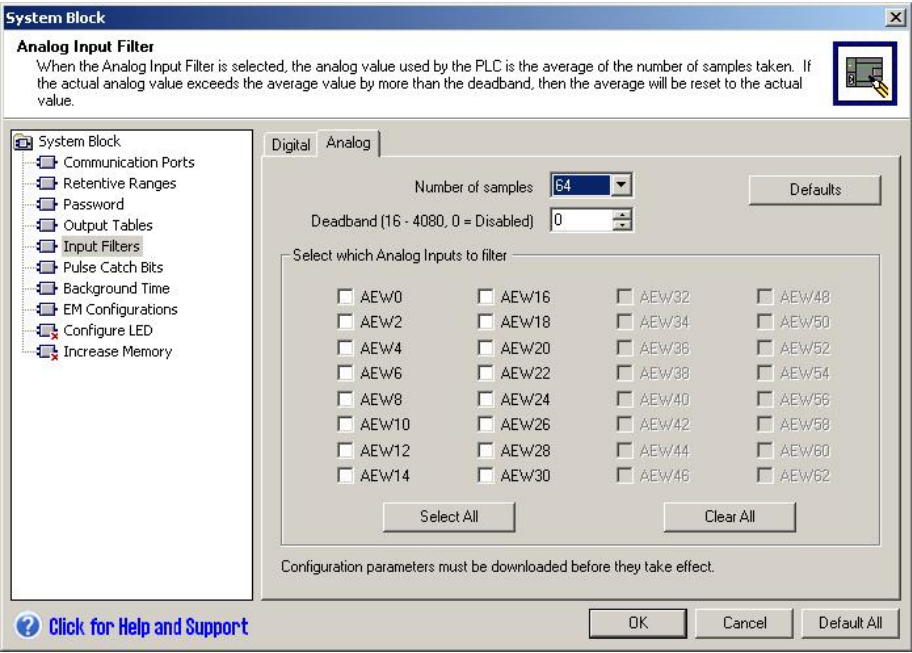 System Block
Analog Input Filter
When the Analog Input Filter is selected, the analog value used by the PLC is the average of the number of samples taken. If
the actual analog value exceeds the average value by more than the deadband, then the average will be reset to the actual
value.
System Block
Communication Ports
Retentive Ranges
Password
Output Tables
Input Filters
Pulse Catch Bits
Background Time
EM Configurations
Configure LED
Increase Memory
Digital Analog
Number of samples 64
Defaults
Deadband (16 - 4080, 0 = Disabled) 0
Select which Analog Inputs to filter
AEW0 AEW16 AEW32 AEW48
AEW2 AEW18 AEW34 AEW50
AEW4 AEW20 AEW36 AEW52
AEW6 AEW22 AEW38 AEW54
AEW8 AEW24 AEW40 AEW56
AEW10 AEW26 AEW42 AEW58
AEW12 AEW28 AEW44 AEW60
AEW14 AEW30 AEW46 AEW62
Select All Clear All
Configuration parameters must be downloaded before they take effect.
Click for Help and Support
OK Cancel Default All